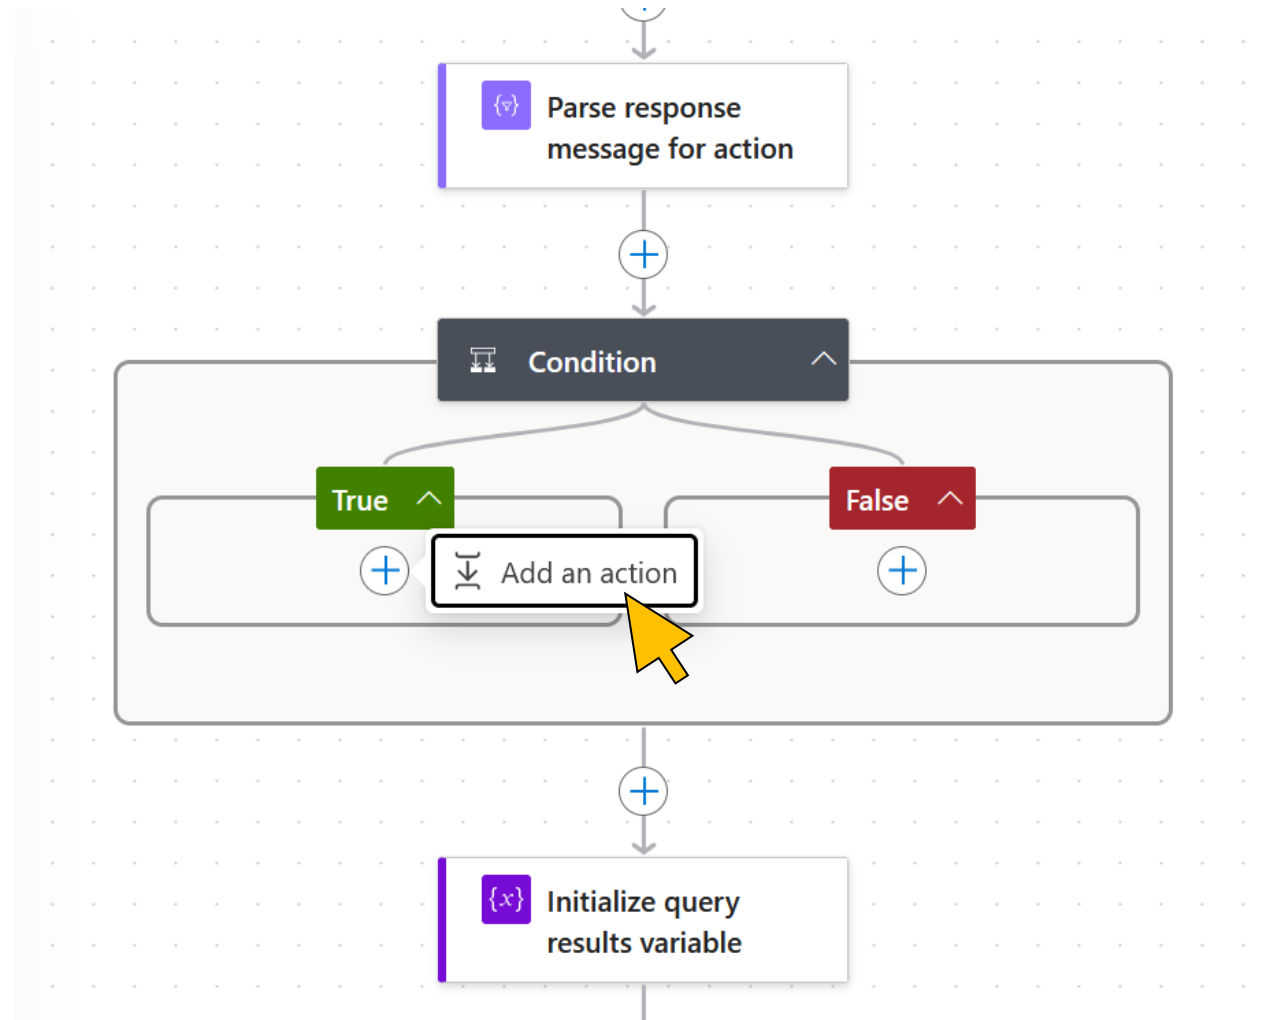 Parse response
message for action
Condition
True
False
Add an action
{x}
Initialize query
results variable